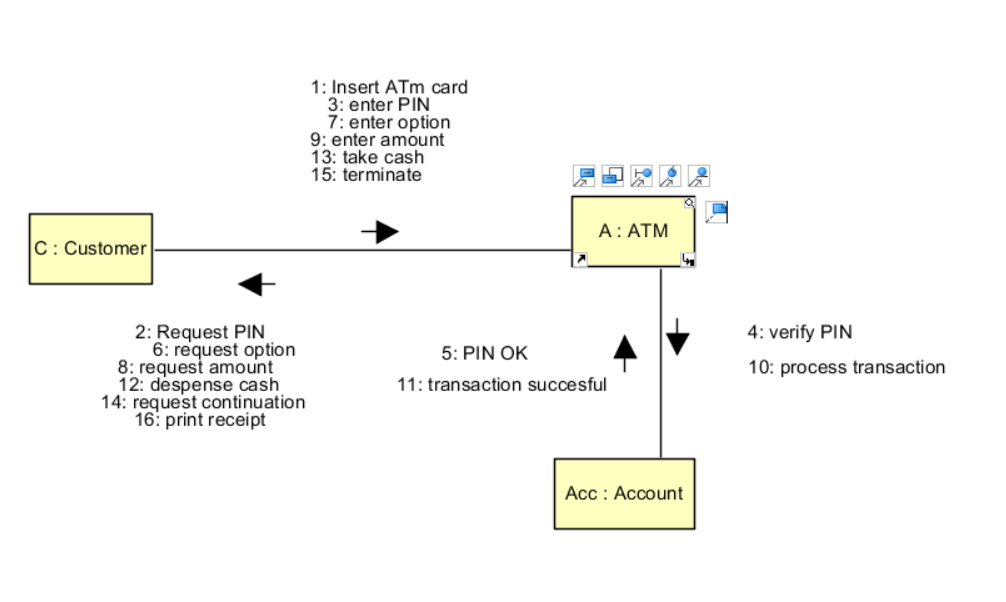 1: Insert ATm card
3: enter PIN
7: enter option
9: enter amount
13: take cash
15: terminate
C : Customer
A : ATM
2: Request PIN
6: request option
8: request amount
12: despense cash
14: request continuation
16: print receipt
5: PIN OK
11: transaction succesful
4: verify PIN
10: process transaction
Acc : Account